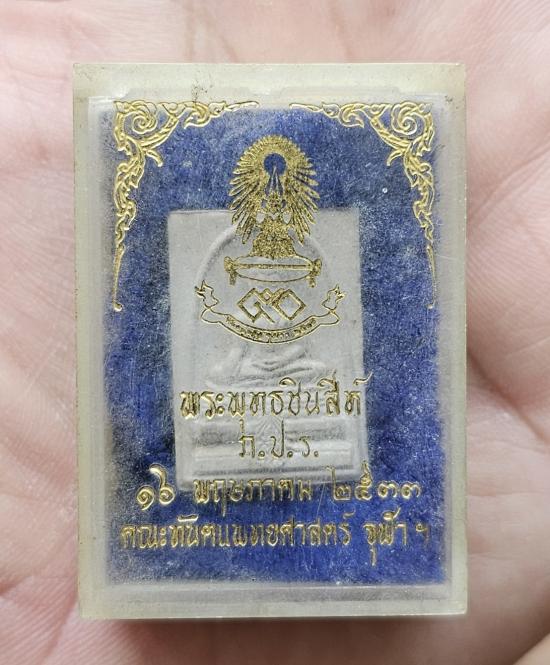 ๙๐
พระพุทธชินสีห์
ภ.ป.ร.
๑๖ พฤษภาคม ๒๕๓๓
คณะทันตแพทยศาสตร์ จุฬาฯ